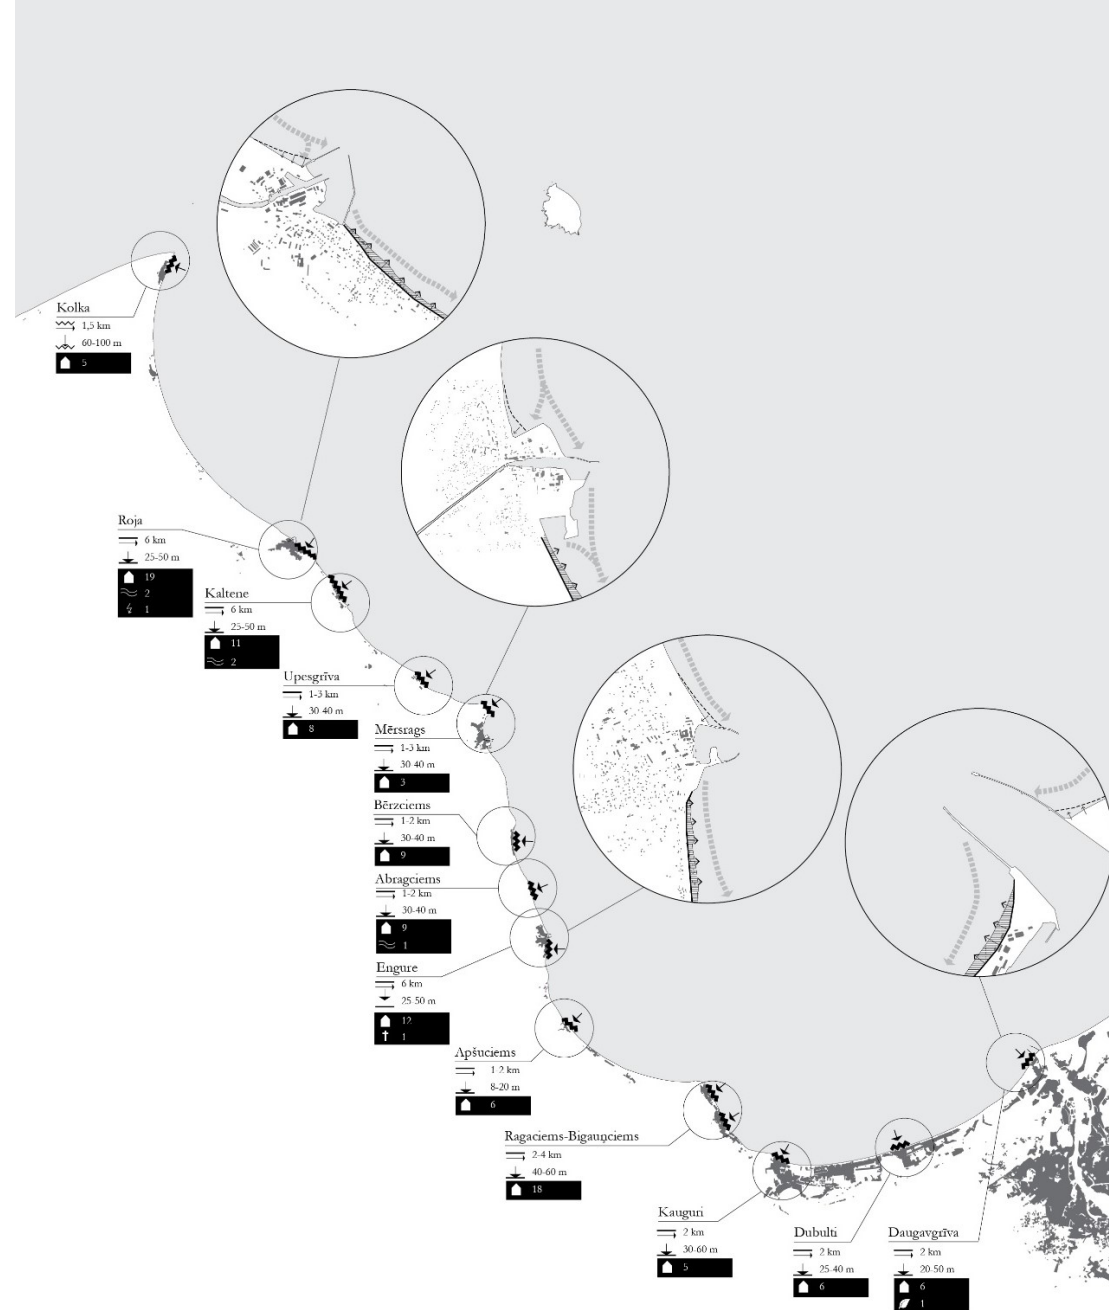 Kolka
1,5 km
60-100 m
5
Roja
6 km
25-50 m
19
2
1
Kaltene
6 km
25-50 m
11
2
Upesgrīva
1-3 km
30-40 m
8
Mērsrags
1-3 km
30-40 m
3
Bērzciems
1-2 km
30-40 m
9
Abragciems
1-2 km
30-40 m
9
1
Engure
6 km
25-50 m
12
1
Apšuciems
1-2 km
8-20 m
6
Ragaciems-Bigauņciems
2-4 km
40-60 m
18
Kauguri
2 km
30-60 m
5
Dubulti
2 km
25-40 m
6
Daugavgrīva
2 km
20-50 m
6
1